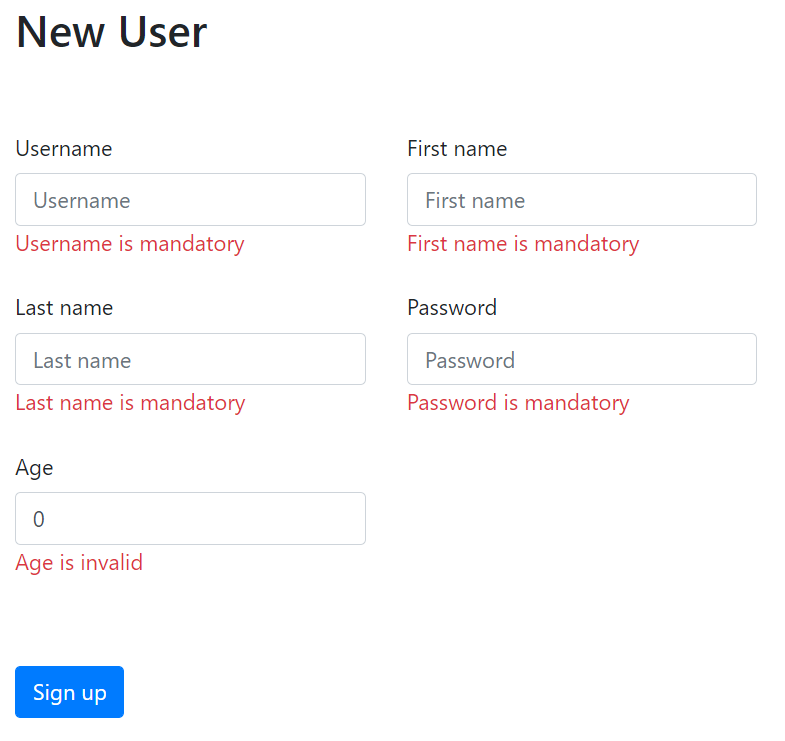 New User
Username
Username
Username is mandatory
First name
First name
First name is mandatory
Last name
Last name
Last name is mandatory
Password
Password
Password is mandatory
Age
0
Age is invalid
Sign up